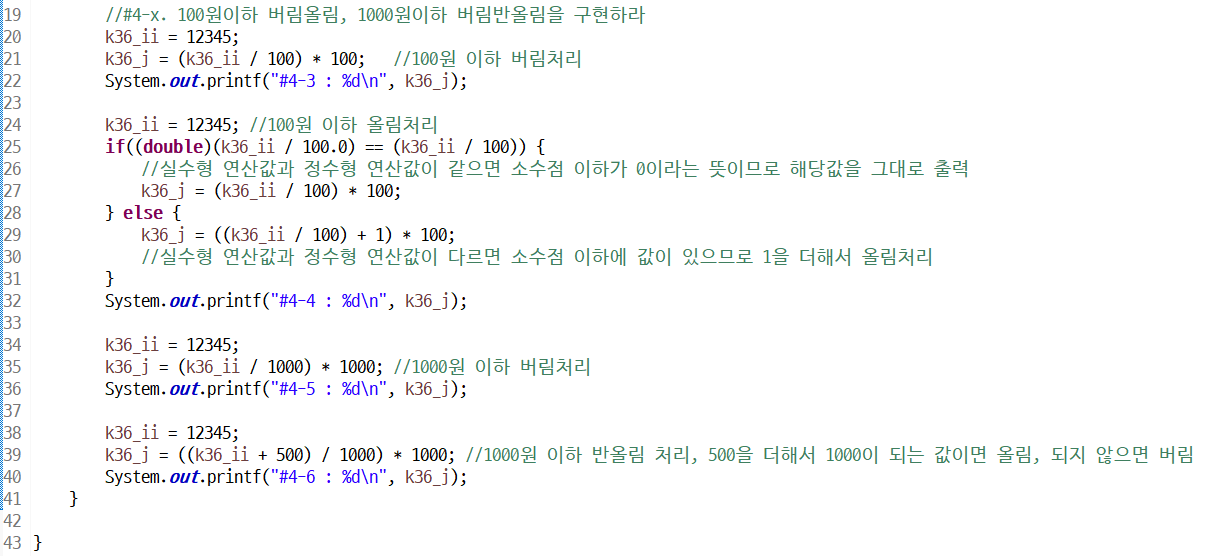 19 //#4-x. 100원이하 버림올림, 1000원이하 버림반올림을 구현하라
20 k36_ii = 12345;
21 k36_j = (k36_ii / 100) * 100; //100원 이하 버림처리
22 System.out.printf("#4-3 : %d\n", k36_j);
23
24 k36_ii = 12345; //100원 이하 올림처리
25 if((double)(k36_ii / 100.0) == (k36_ii / 100)) {
26 //실수형 연산값과 정수형 연산값이 같으면 소수점 이하가 0이라는 뜻이므로 해당값을 그대로 출력
27 k36_j = (k36_ii / 100) * 100;
28 } else {
29 k36_j = ((k36_ii / 100) + 1) * 100;
30 //실수형 연산값과 정수형 연산값이 다르면 소수점 이하에 값이 있으므로 1을 더해서 올림처리
31 }
32 System.out.printf("#4-4 : %d\n", k36_j);
33
34 k36_ii = 12345;
35 k36_j = (k36_ii / 1000) * 1000; //1000원 이하 버림처리
36 System.out.printf("#4-5 : %d\n", k36_j);
37
38 k36_ii = 12345;
39 k36_j = ((k36_ii + 500) / 1000) * 1000; //1000원 이하 반올림 처리, 500을 더해서 1000이 되는 값이면 올림, 되지 않으면 버림
40 System.out.printf("#4-6 : %d\n", k36_j);
41 }
42
43 }